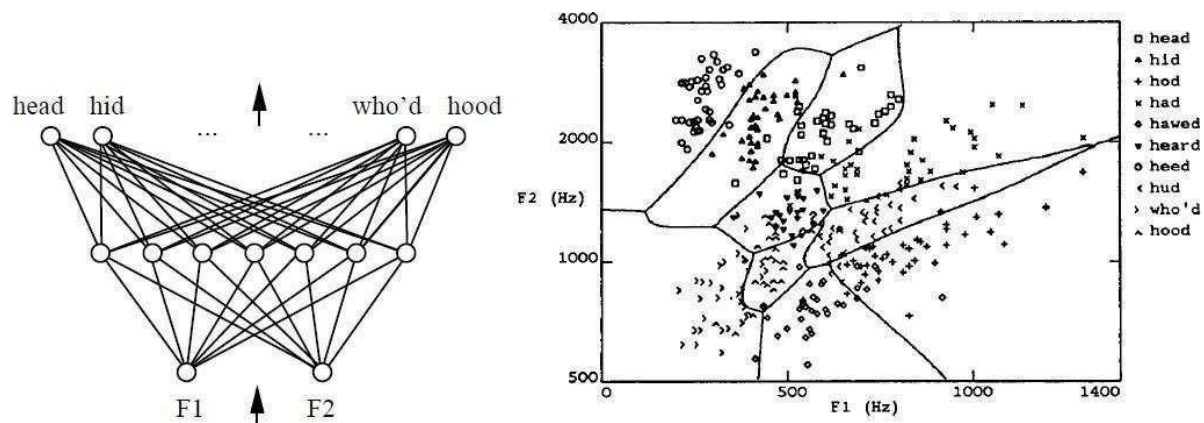 head hid who'd hood
... ...
F1 F2
4000
2000
F2 (Hz)
1000
500
500 1000 1400
F1 (Hz)
head
hid
hod
had
hawed
heard
heed
hud
who'd
hood